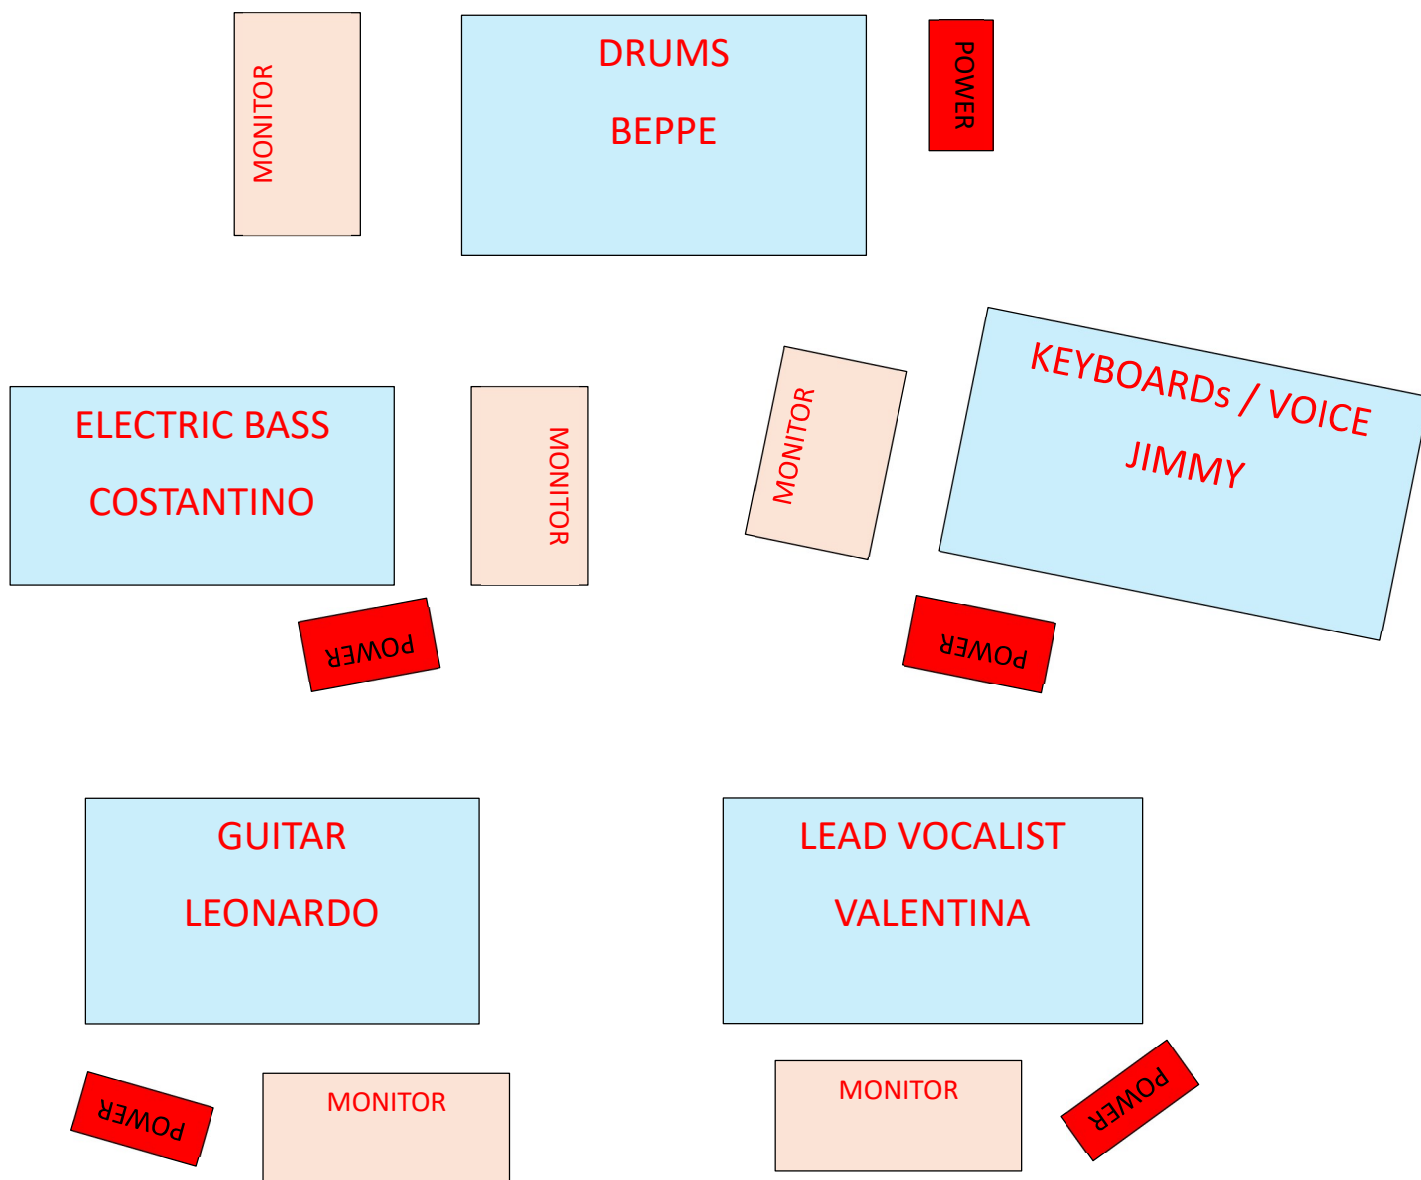 MONITOR
DRUMS
BEPPE
POWER
ELECTRIC BASS
COSTANTINO
MONITOR
MONITOR
KEYBOARDs / VOICE
JIMMY
POWER
POWER
GUITAR
LEONARDO
LEAD VOCALIST
VALENTINA
POWER
MONITOR
MONITOR
POWER